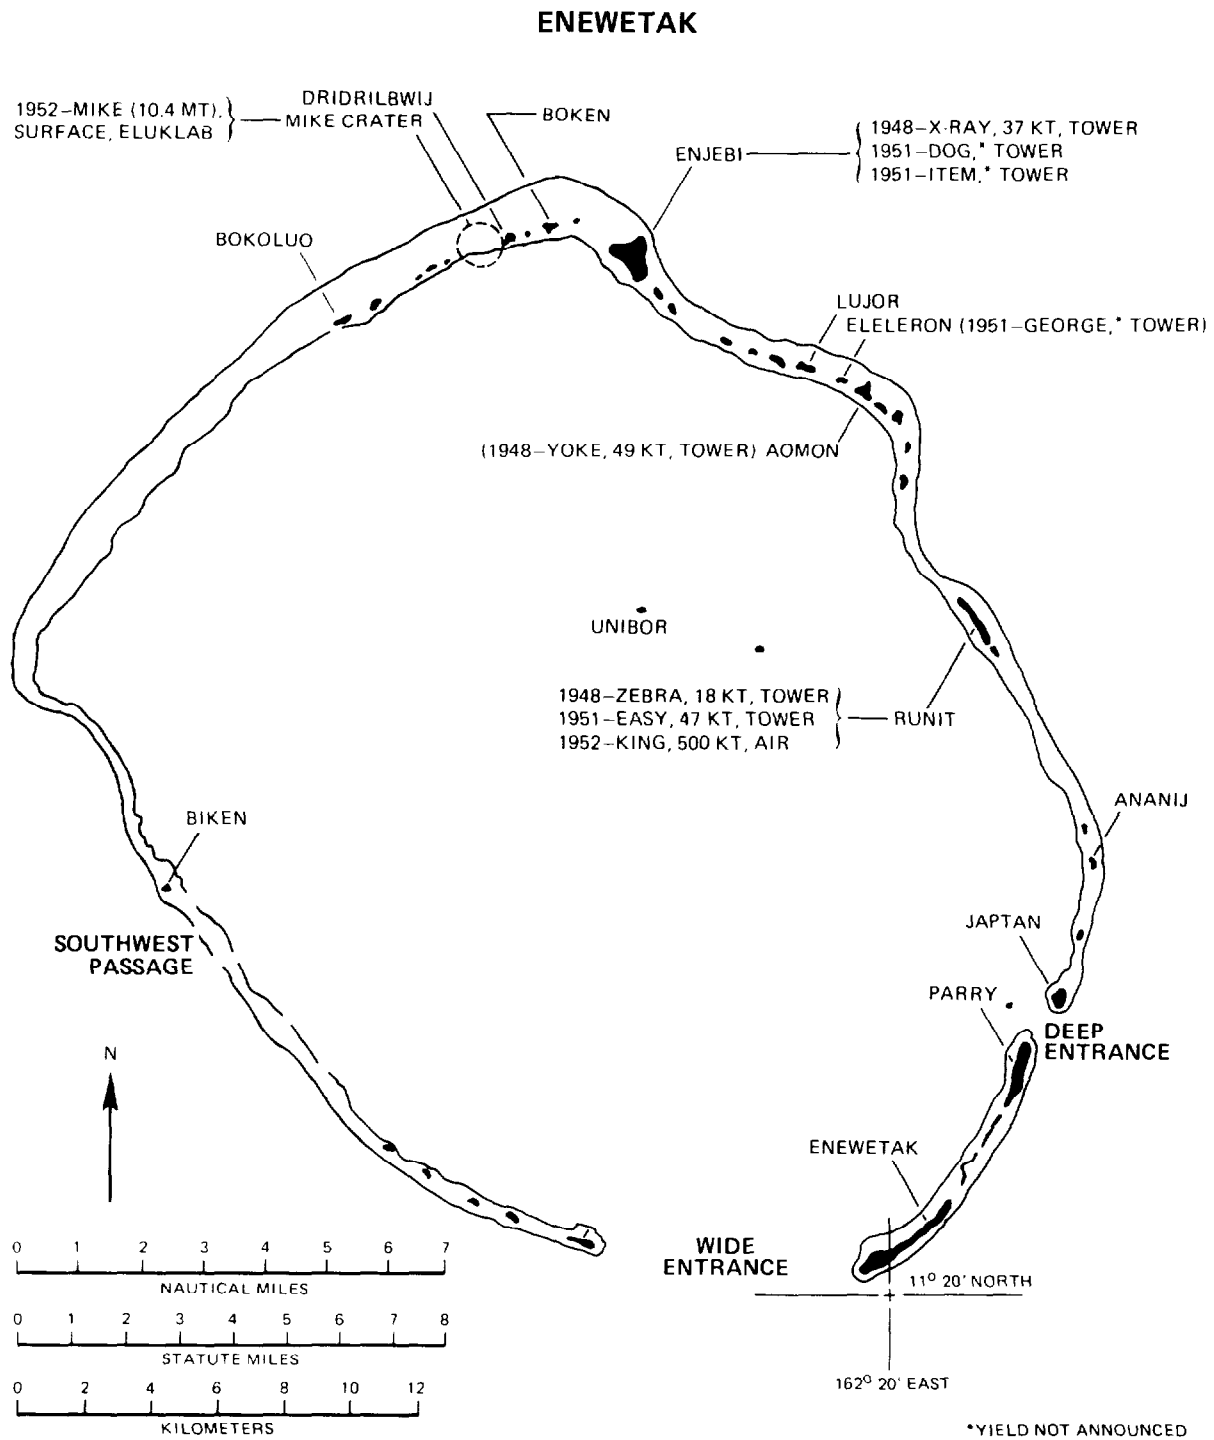 ENEWETAK
1952–MIKE (10.4 MT),
SURFACE, ELUKLAB
DRIDRILBWIJ
MIKE CRATER
BOKEN
ENJEBI
1948–X-RAY, 37 KT, TOWER
1951–DOG,* TOWER
1951–ITEM,* TOWER
BOKOLUO
LUJOR
ELELERON (1951–GEORGE,* TOWER)
(1948–YOKE, 49 KT, TOWER) AOMON
UNIBOR
1948–ZEBRA, 18 KT, TOWER
1951–EASY, 47 KT, TOWER
1952–KING, 500 KT, AIR
RUNIT
ANANIJ
BIKEN
JAPTAN
SOUTHWEST
PASSAGE
PARRY
DEEP
ENTRANCE
N
ENEWETAK
WIDE
ENTRANCE
11° 20' NORTH
162° 20' EAST
0 1 2 3 4 5 6 7
NAUTICAL MILES
0 1 2 3 4 5 6 7 8
STATUTE MILES
0 2 4 6 8 10 12
KILOMETERS
*YIELD NOT ANNOUNCED